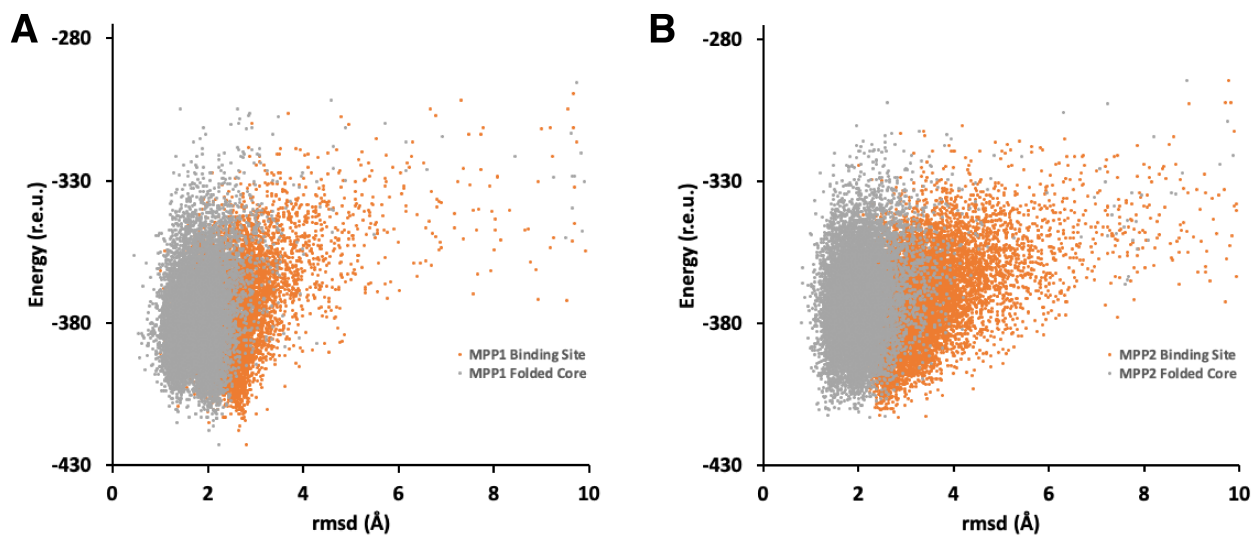 A
-280
-330
-380
-430
Energy (r.e.u.)
MPP1 Binding Site
MPP1 Folded Core
0 2 4 6 8 10
rmsd (Å)
B
-280
-330
-380
-430
Energy (r.e.u.)
MPP2 Binding Site
MPP2 Folded Core
0 2 4 6 8 10
rmsd (Å)